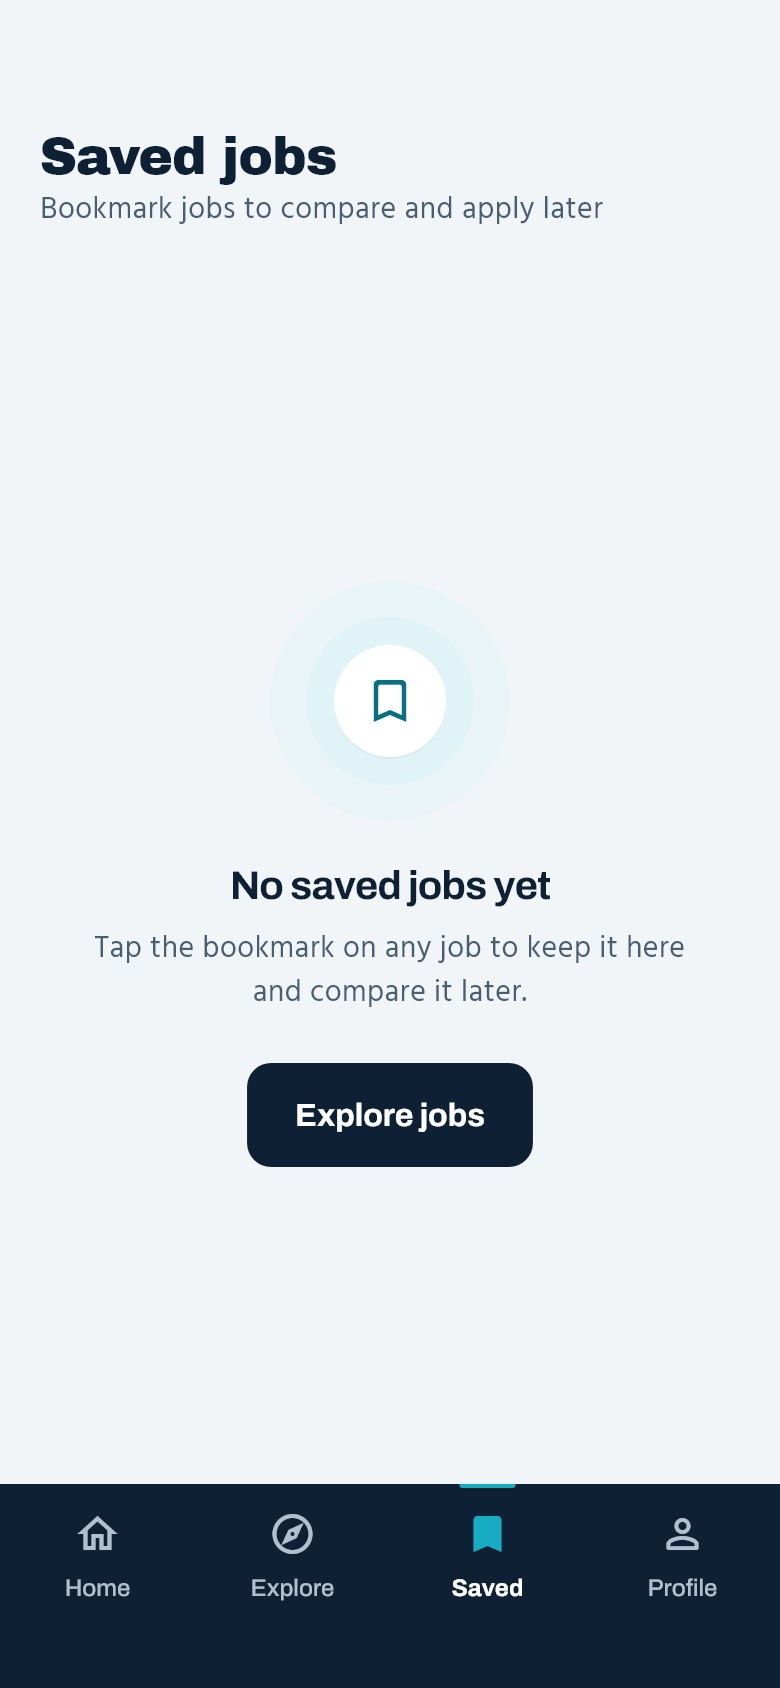 Saved jobs
Bookmark jobs to compare and apply later
No saved jobs yet
Tap the bookmark on any job to keep it here
and compare it later.
Explore jobs
Home
Explore
Saved
Profile